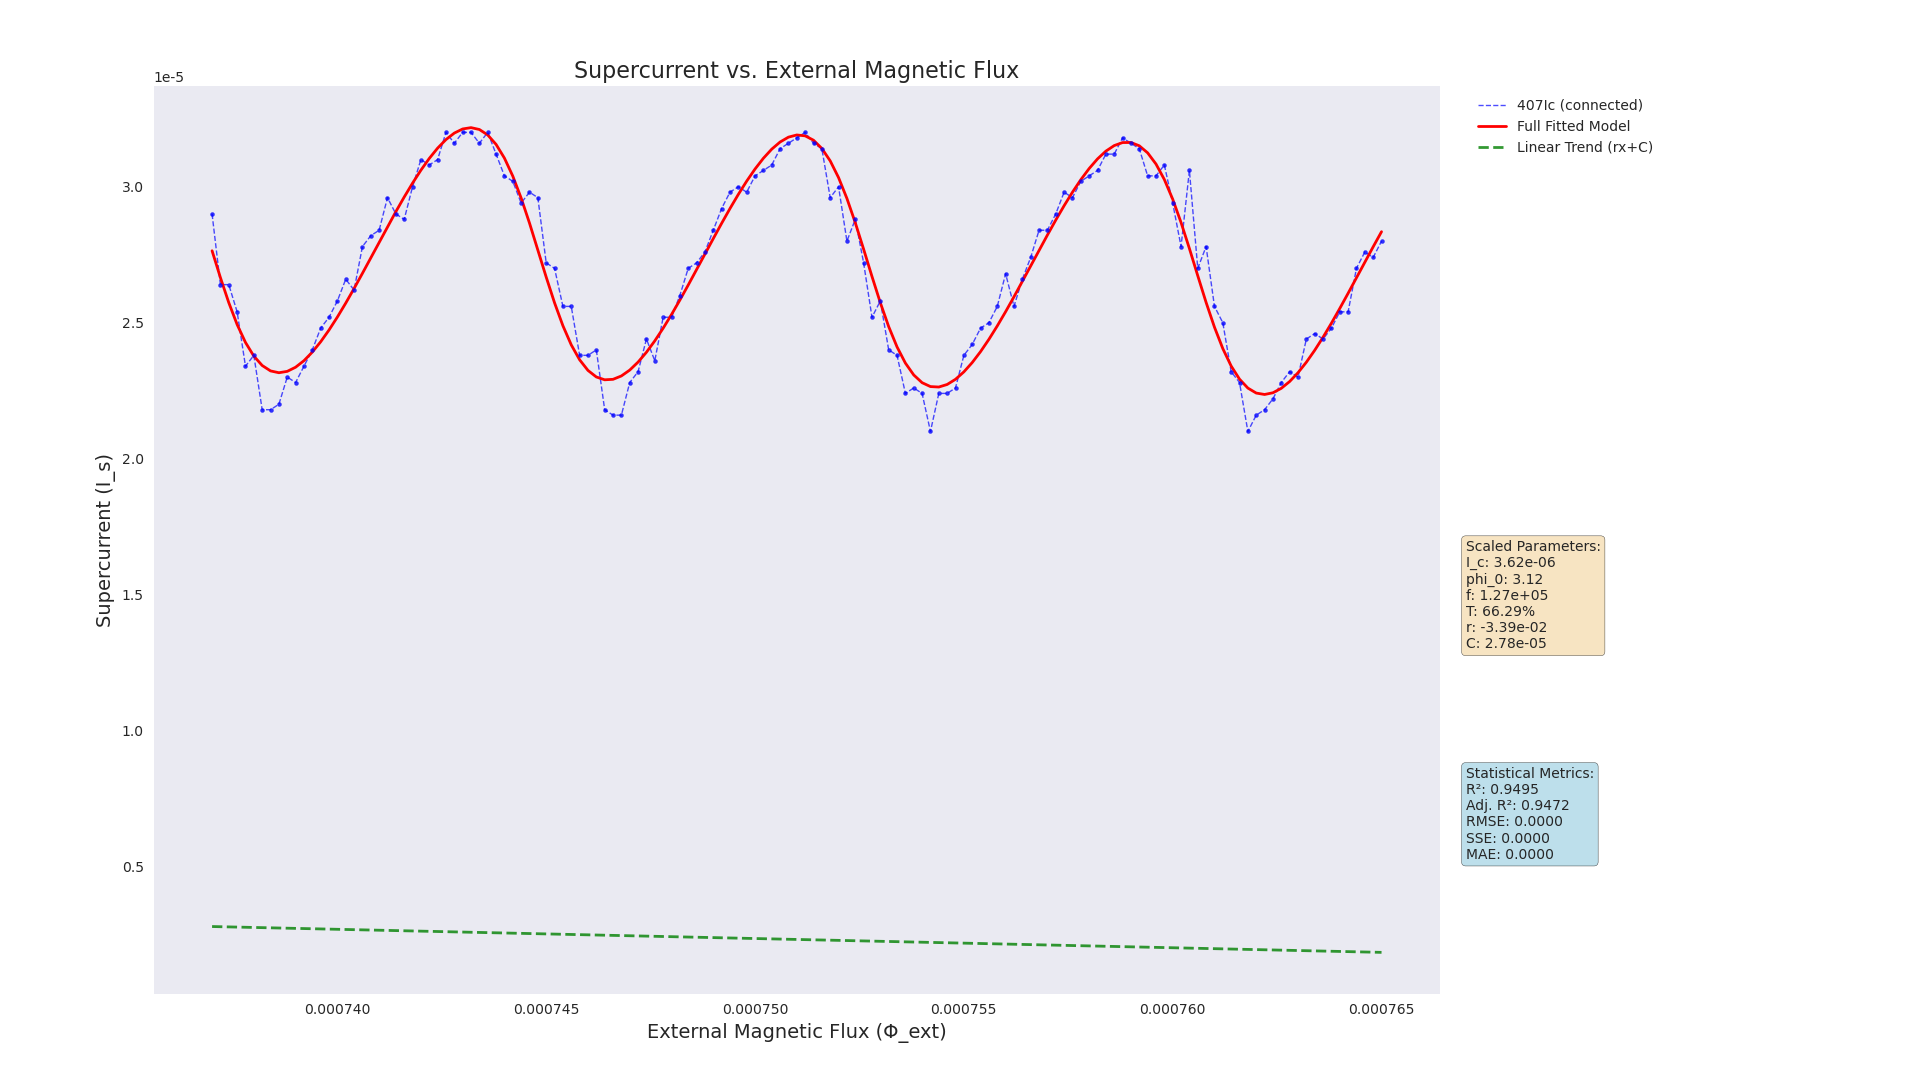 Supercurrent vs. External Magnetic Flux
1e-5
3.0
2.5
2.0
1.5
1.0
0.5
Supercurrent (I_s)
0.000740 0.000745 0.000750 0.000755 0.000760 0.000765
External Magnetic Flux (Φ_ext)
407Ic (connected)
Full Fitted Model
Linear Trend (rx+C)
Scaled Parameters:
I_c: 3.62e-06
phi_0: 3.12
f: 1.27e+05
T: 66.29%
r: -3.39e-02
C: 2.78e-05
Statistical Metrics:
R²: 0.9495
Adj. R²: 0.9472
RMSE: 0.0000
SSE: 0.0000
MAE: 0.0000